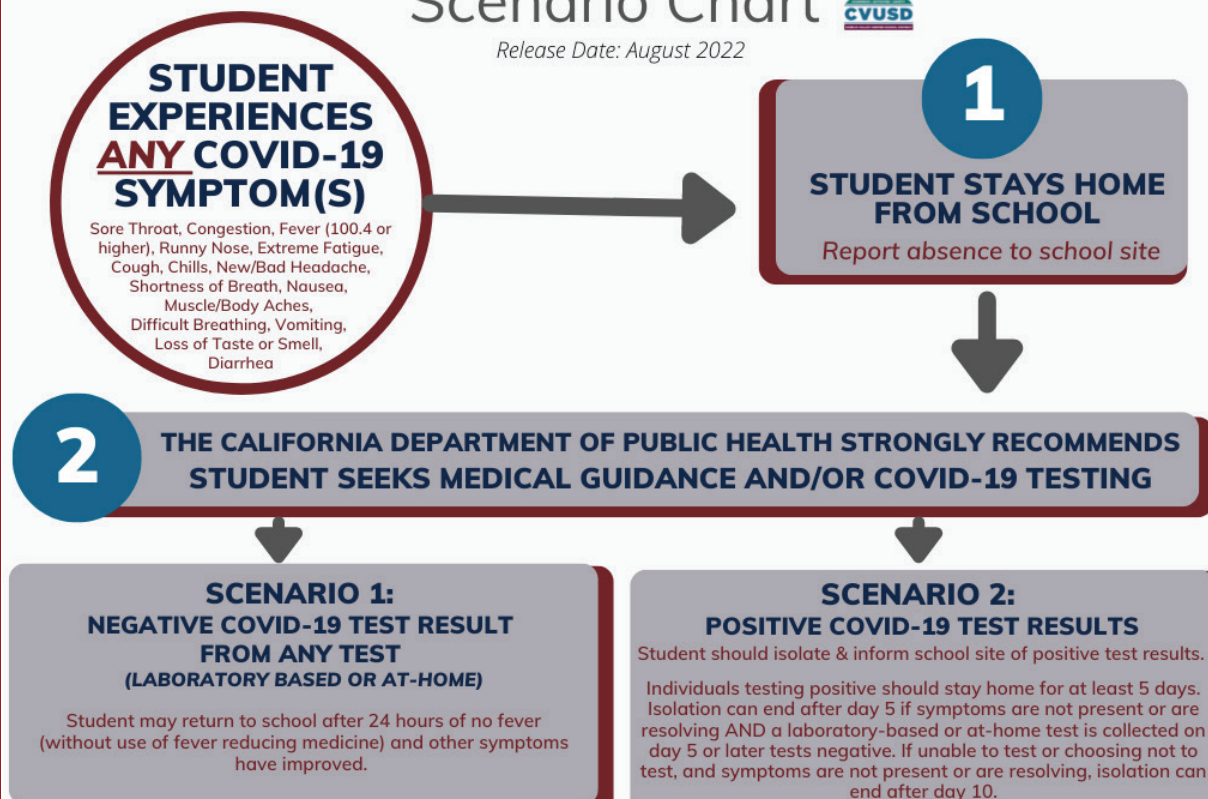 Scenario Chart
CVUSD
Release Date: August 2022
STUDENT
EXPERIENCES
ANY COVID-19
SYMPTOM(S)
Sore Throat, Congestion, Fever (100.4 or
higher), Runny Nose, Extreme Fatigue,
Cough, Chills, New/Bad Headache,
Shortness of Breath, Nausea,
Muscle/Body Aches,
Difficult Breathing, Vomiting,
Loss of Taste or Smell,
Diarrhea
1
STUDENT STAYS HOME
FROM SCHOOL
Report absence to school site
2
THE CALIFORNIA DEPARTMENT OF PUBLIC HEALTH STRONGLY RECOMMENDS
STUDENT SEEKS MEDICAL GUIDANCE AND/OR COVID-19 TESTING
SCENARIO 1:
NEGATIVE COVID-19 TEST RESULT
FROM ANY TEST
(LABORATORY BASED OR AT-HOME)
Student may return to school after 24 hours of no fever
(without use of fever reducing medicine) and other symptoms
have improved.
SCENARIO 2:
POSITIVE COVID-19 TEST RESULTS
Student should isolate & inform school site of positive test results.
Individuals testing positive should stay home for at least 5 days.
Isolation can end after day 5 if symptoms are not present or are
resolving AND a laboratory-based or at-home test is collected on
day 5 or later tests negative. If unable to test or choosing not to
test, and symptoms are not present or are resolving, isolation can
end after day 10.